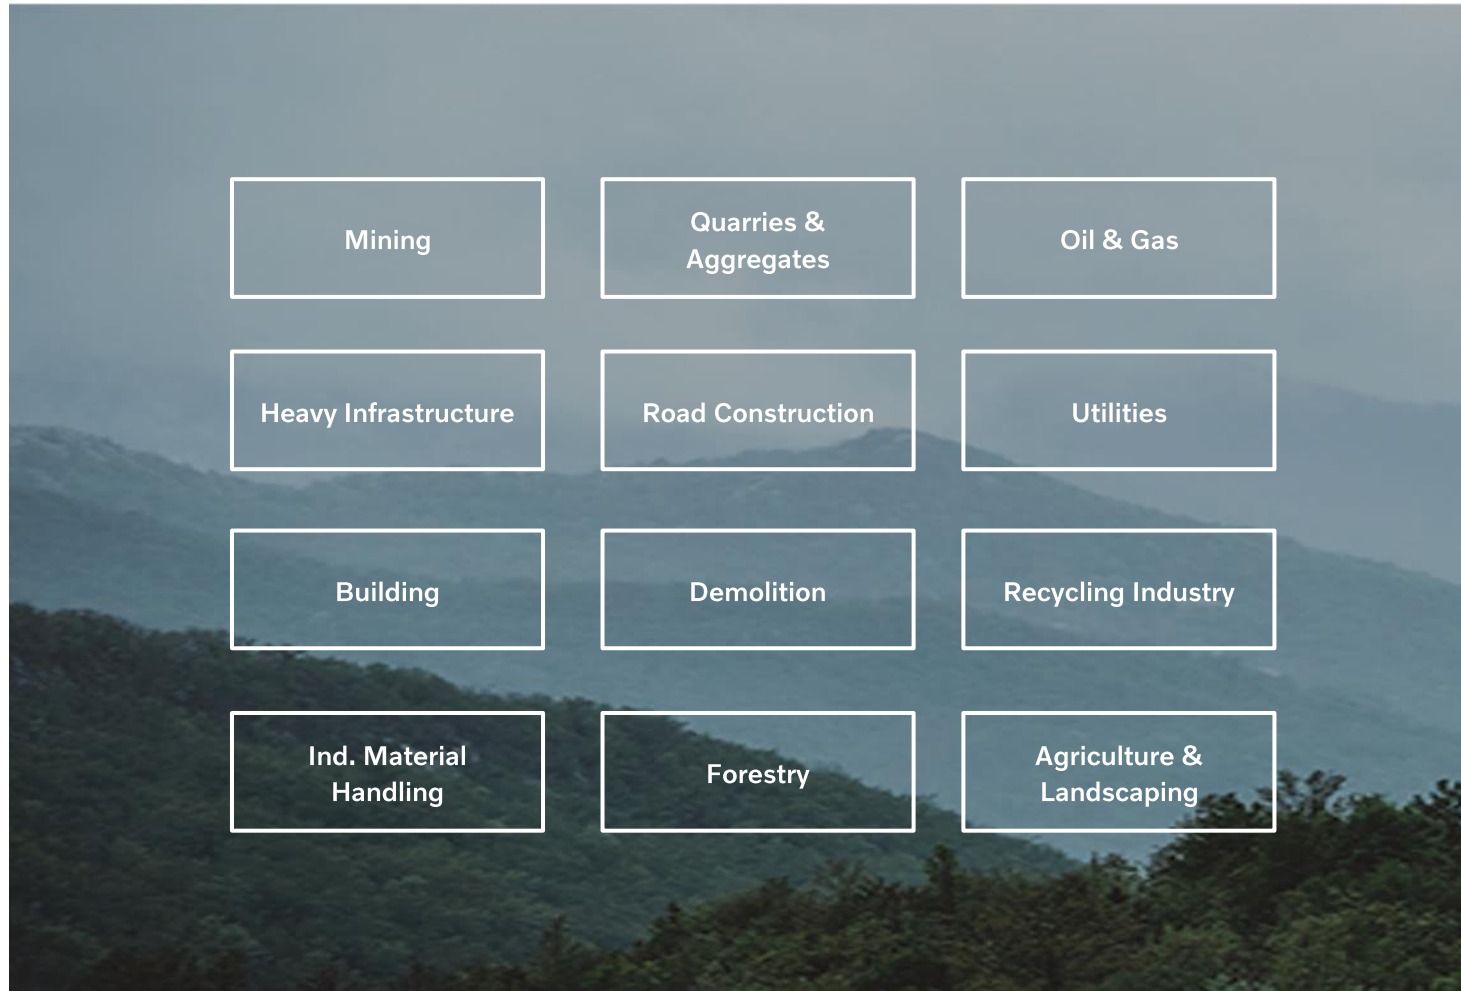 Mining
Quarries &
Aggregates
Oil & Gas
Heavy Infrastructure
Road Construction
Utilities
Building
Demolition
Recycling Industry
Ind. Material
Handling
Forestry
Agriculture &
Landscaping